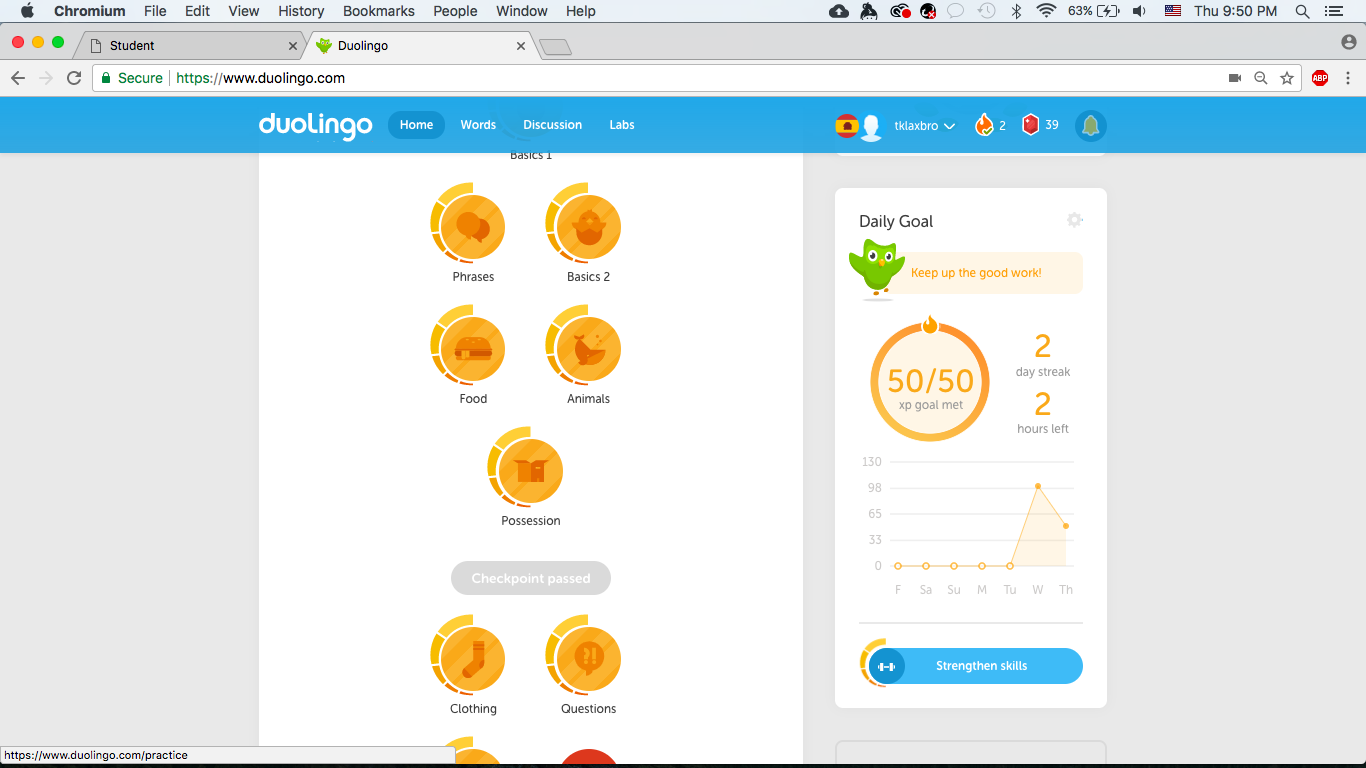 Chromium File Edit View History Bookmarks People Window Help 63% Thu 9:50 PM
Student Duolingo
Secure https://www.duolingo.com ABP
duolingo Home Words Discussion Labs tklaxbro 2 39
Basics 1
Phrases Basics 2
Food Animals
Possession
Checkpoint passed
Clothing Questions
Daily Goal
Keep up the good work!
50/50
xp goal met
2
day streak
2
hours left
130
98
65
33
0
F Sa Su M Tu W Th
Strengthen skills
https://www.duolingo.com/practice